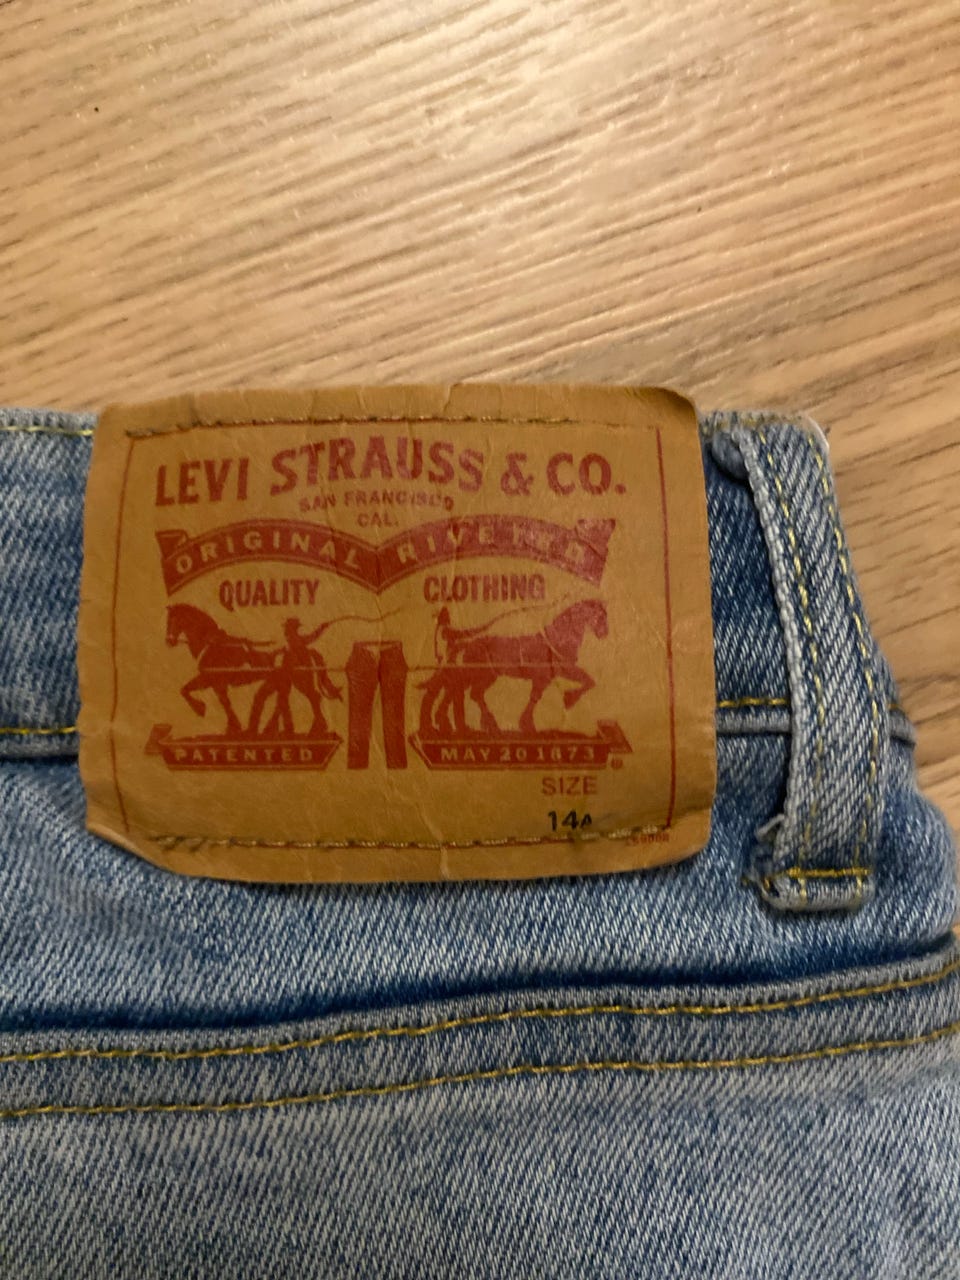 LEVI STRAUSS & CO.
SAN FRANCISCO
CAL.
ORIGINAL RIVETED
QUALITY CLOTHING
PATENTED MAY 20 1873 ®
SIZE
14A